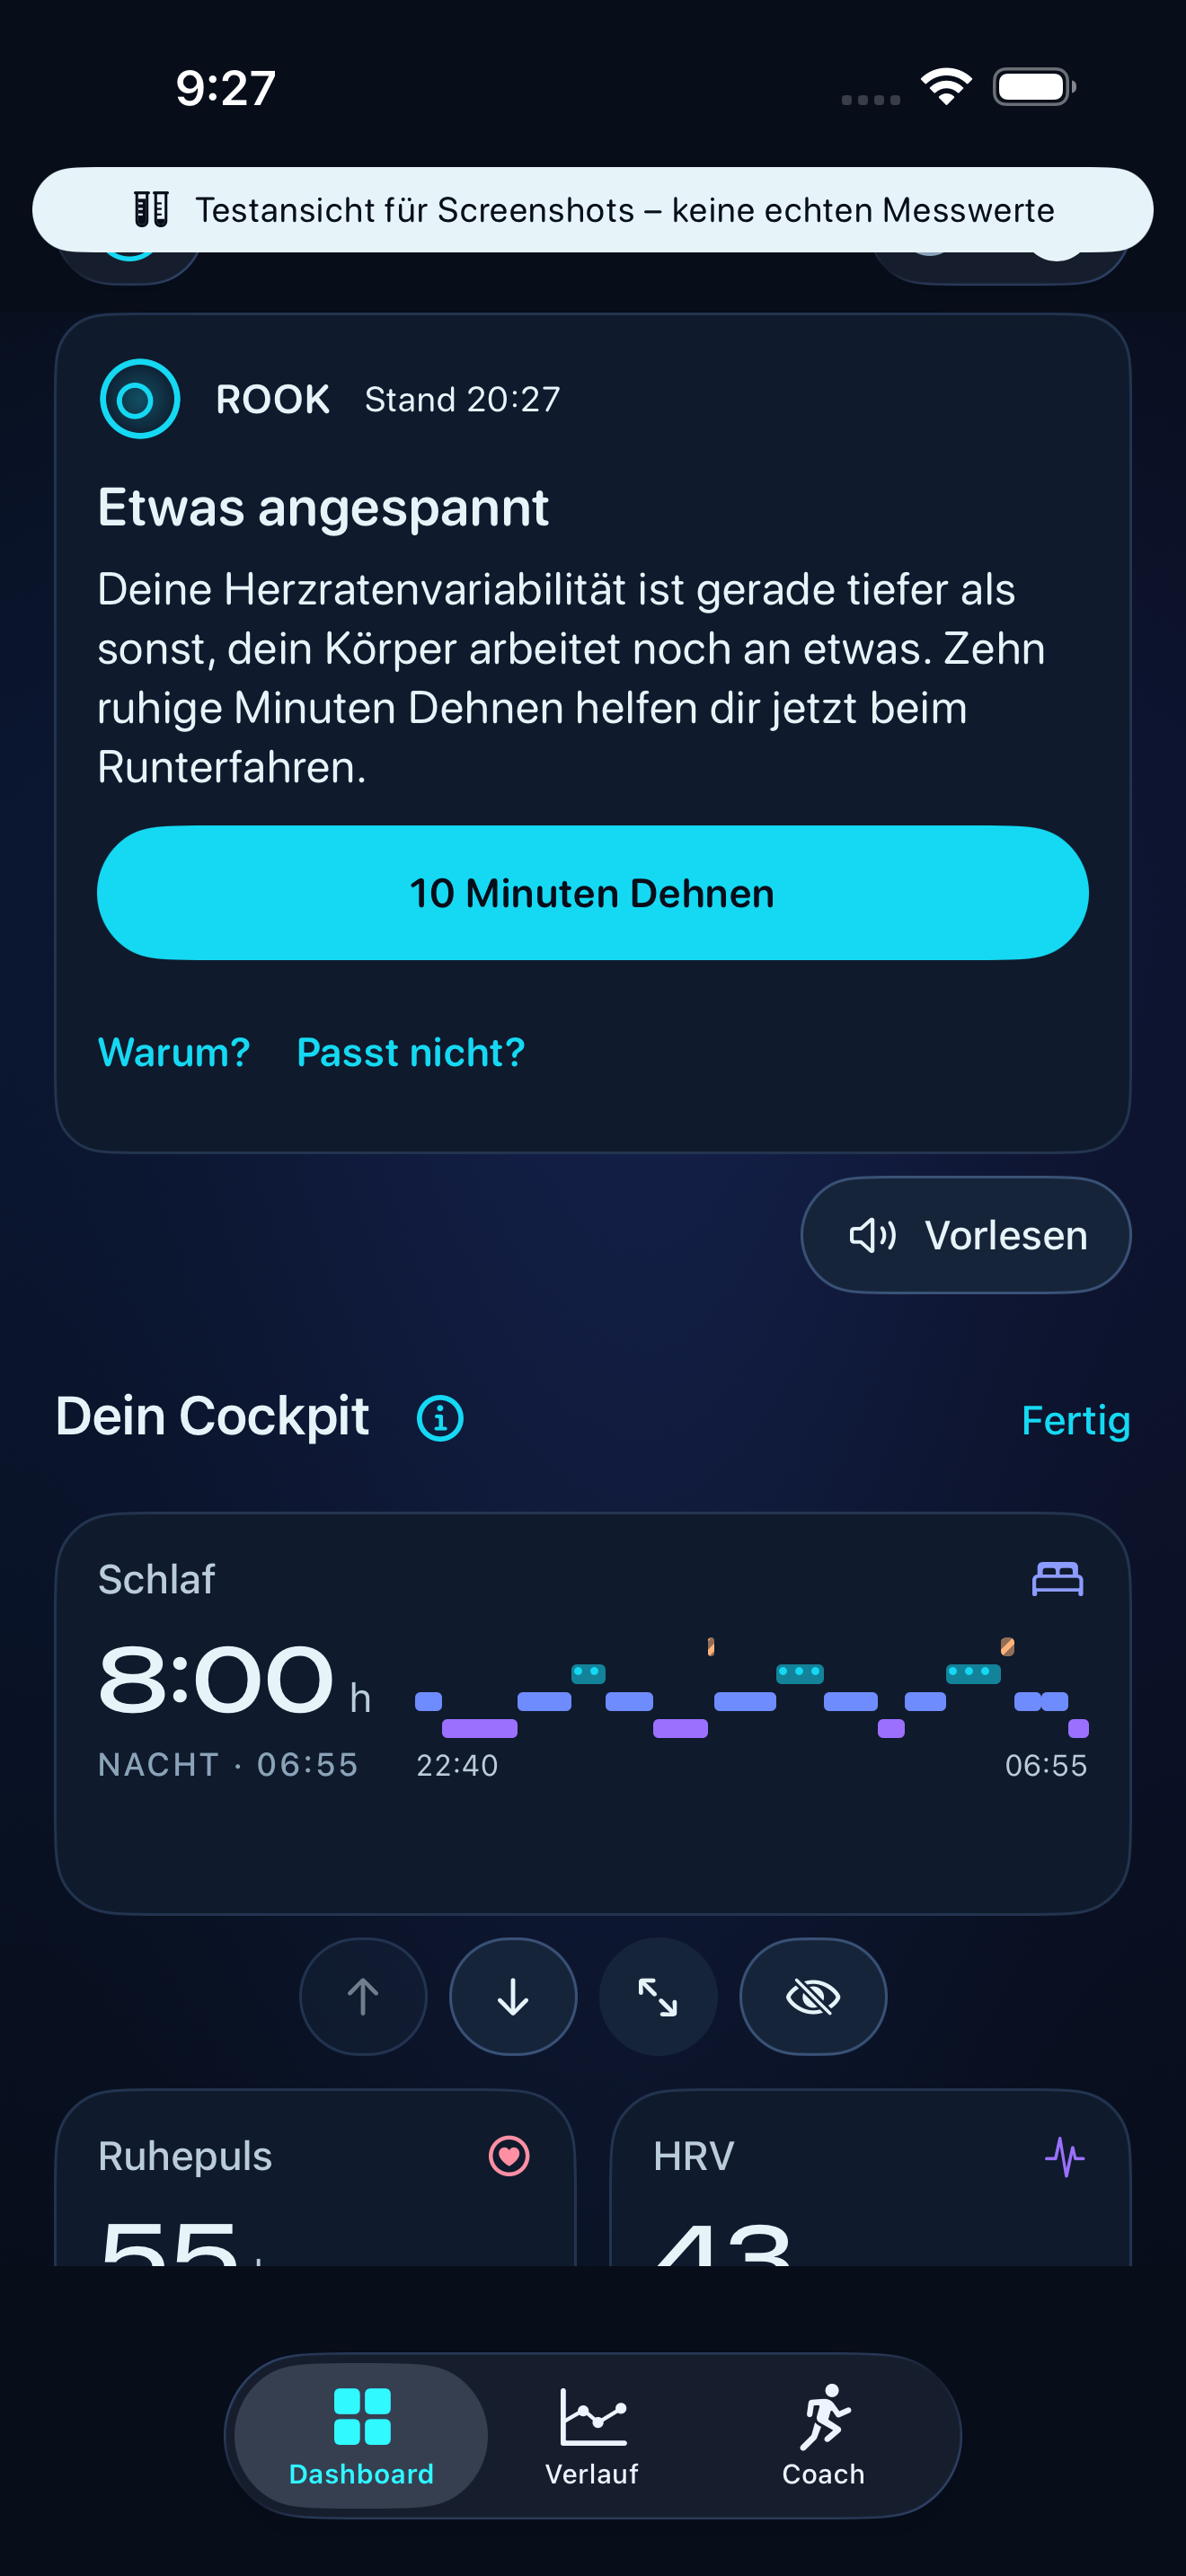 9:27
Testansicht für Screenshots – keine echten Messwerte
ROOK Stand 20:27
Etwas angespannt
Deine Herzratenvariabilität ist gerade tiefer als
sonst, dein Körper arbeitet noch an etwas. Zehn
ruhige Minuten Dehnen helfen dir jetzt beim
Runterfahren.
10 Minuten Dehnen
Warum? Passt nicht?
Vorlesen
Dein Cockpit Fertig
Schlaf
8:00 h
NACHT · 06:55 22:40 06:55
Ruhepuls HRV
55 43
Dashboard Verlauf Coach